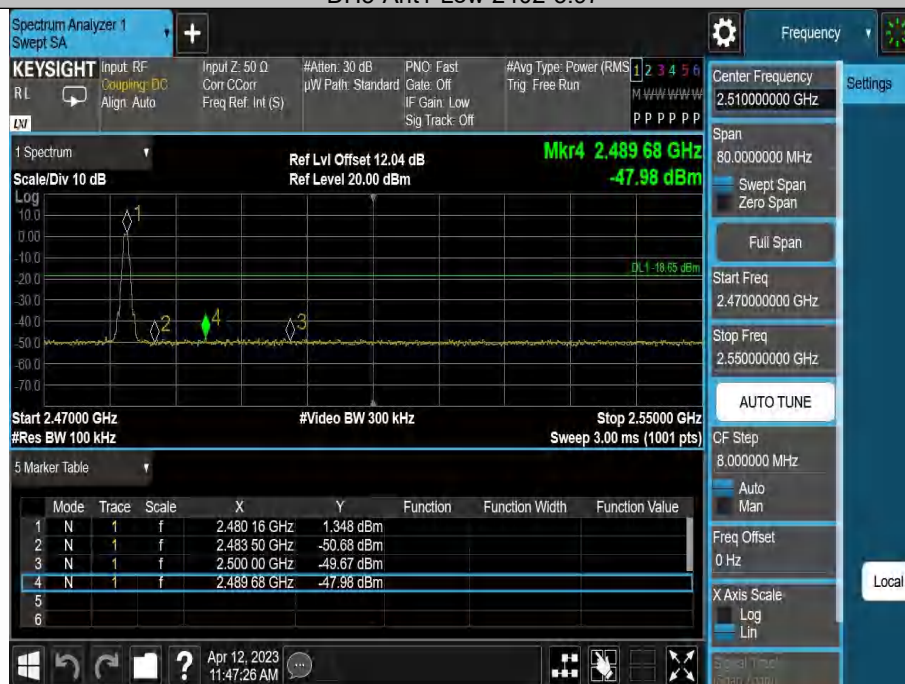 Spectrum Analyzer 1
Swept SA
+
Frequency
KEYSIGHT
RL
LXI
Input: RF
Coupling: DC
Align: Auto
Input Z: 50 Ω
Corr CCorr
Freq Ref: Int (S)
#Atten: 30 dB
µW Path: Standard
PNO: Fast
Gate: Off
IF Gain: Low
Sig Track: Off
#Avg Type: Power (RMS
Trig: Free Run
1 2 3 4 5 6
M W W W W W
P P P P P P
1 Spectrum
Scale/Div 10 dB
Ref Lvl Offset 12.04 dB
Ref Level 20.00 dBm
Mkr4 2.489 68 GHz
-47.98 dBm
Log
10.0
0.00
-10.0
-20.0
-30.0
-40.0
-50.0
-60.0
-70.0
1
2
4
3
DL1 -18.65 dBm
Start 2.47000 GHz
#Res BW 100 kHz
#Video BW 300 kHz
Stop 2.55000 GHz
Sweep 3.00 ms (1001 pts)
5 Marker Table
Mode Trace Scale X Y Function Function Width Function Value
1 N 1 f 2.480 16 GHz 1.348 dBm
2 N 1 f 2.483 50 GHz -50.68 dBm
3 N 1 f 2.500 00 GHz -49.67 dBm
4 N 1 f 2.489 68 GHz -47.98 dBm
5
6
Center Frequency
2.510000000 GHz
Settings
Span
80.0000000 MHz
Swept Span
Zero Span
Full Span
Start Freq
2.470000000 GHz
Stop Freq
2.550000000 GHz
AUTO TUNE
CF Step
8.000000 MHz
Auto
Man
Freq Offset
0 Hz
X Axis Scale
Log
Lin
Local
?
Apr 12, 2023
11:47:26 AM